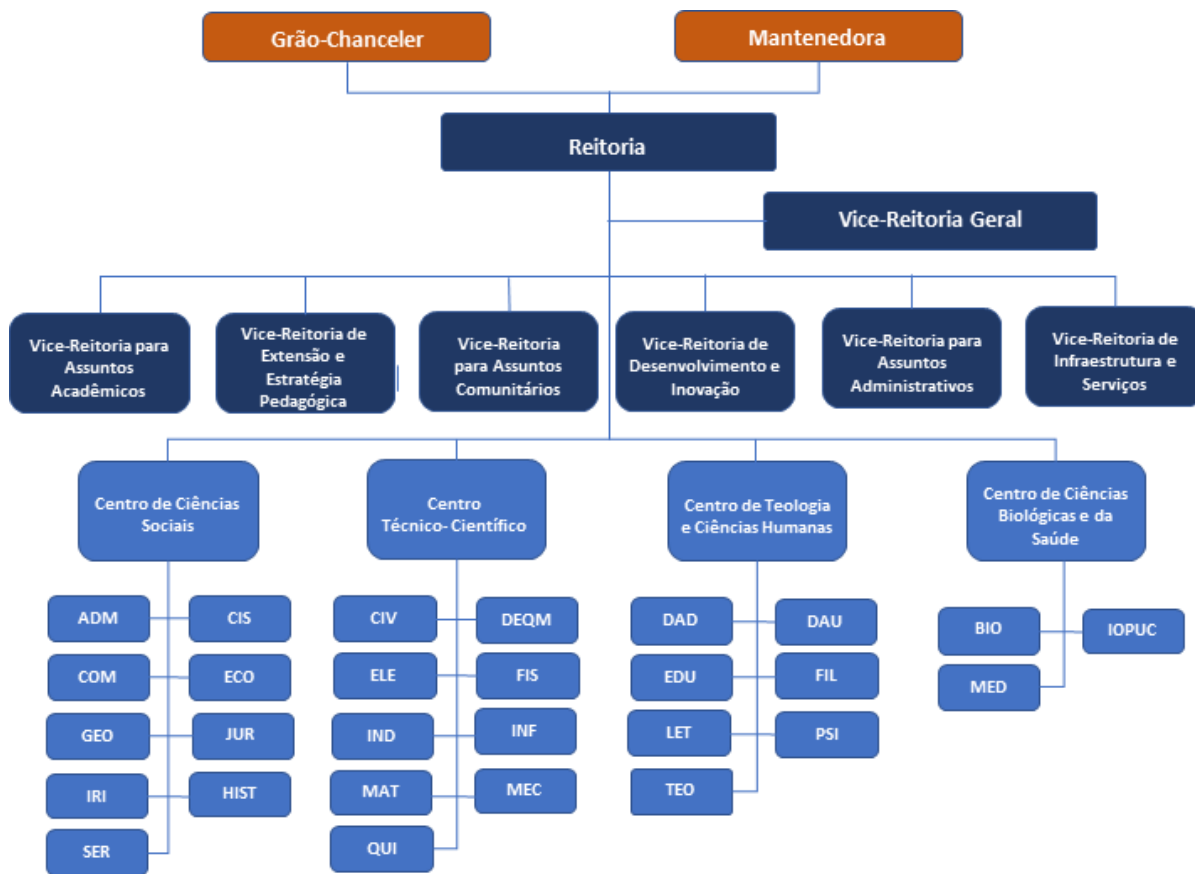 Grão-Chanceler
Mantenedora
Reitoria
Vice-Reitoria Geral
Vice-Reitoria para
Assuntos
Acadêmicos
Vice-Reitoria de
Extensão e
Estratégia
Pedagógica
Vice-Reitoria
para Assuntos
Comunitários
Vice-Reitoria de
Desenvolvimento e
Inovação
Vice-Reitoria para
Assuntos
Administrativos
Vice-Reitoria de
Infraestrutura e
Serviços
Centro de Ciências
Sociais
Centro
Técnico- Científico
Centro de Teologia
e Ciências Humanas
Centro de Ciências
Biológicas e da
Saúde
ADM
CIS
COM
ECO
GEO
JUR
IRI
HIST
SER
CIV
DEQM
ELE
FIS
IND
INF
MAT
MEC
QUI
DAD
DAU
EDU
FIL
LET
PSI
TEO
BIO
IOPUC
MED